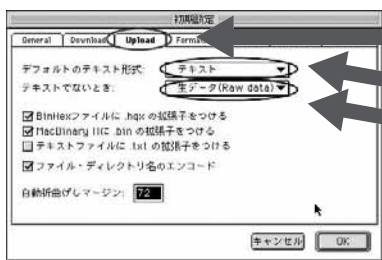 初期設定
General Download Upload Forma
デフォルトのテキスト形式: テキスト
テキストでないとき: 生データ(Raw data)
BinHexファイルに .hqx の拡張子をつける
MacBinary IIに .bin の拡張子をつける
テキストファイルに .txt の拡張子をつける
ファイル・ディレクトリ名のエンコード
自動折曲げしマージン: 72
キャンセル OK